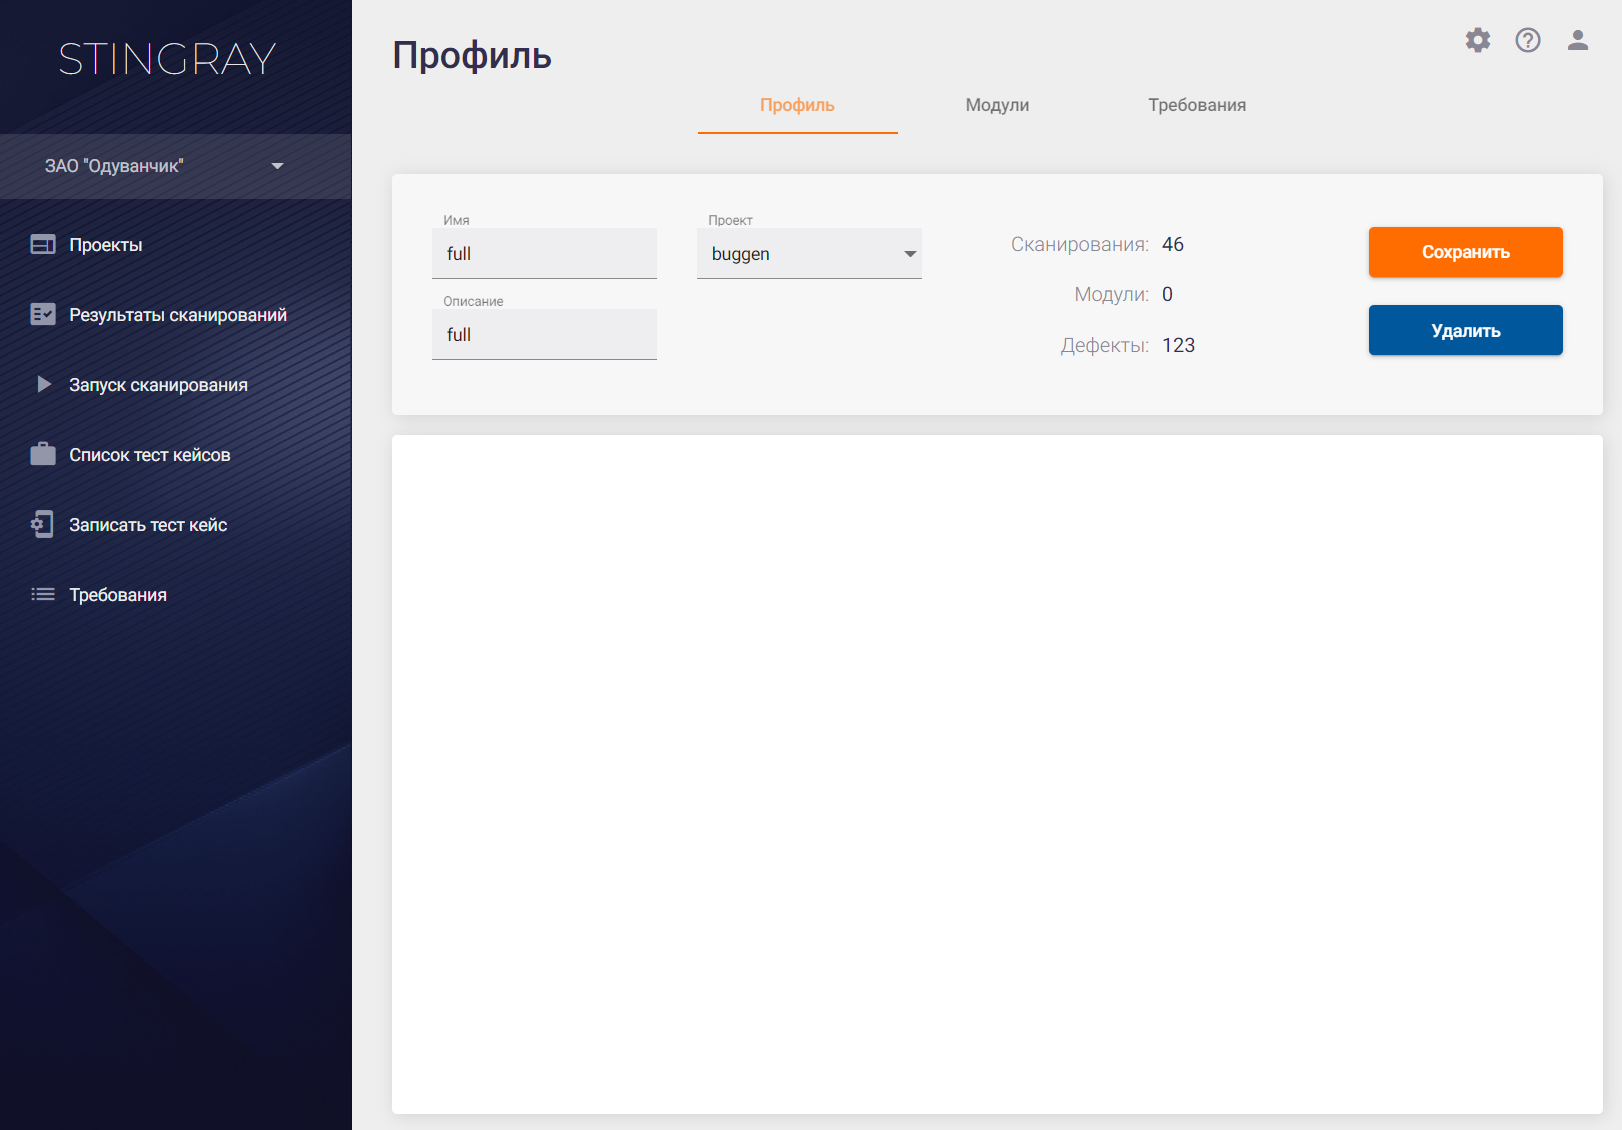 STINGRAY
ЗАО "Одуванчик"
Проекты
Результаты сканирований
Запуск сканирования
Список тест кейсов
Записать тест кейс
Требования
Профиль
Профиль
Модули
Требования
Имя
full
Проект
buggen
Описание
full
Сканирования: 46
Модули: 0
Дефекты: 123
Сохранить
Удалить